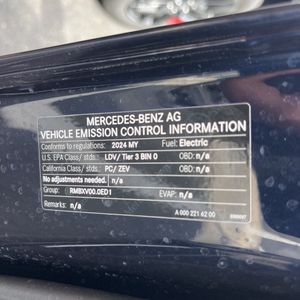 MERCEDES-BENZ AG
VEHICLE EMISSION CONTROL INFORMATION
Conforms to regulations: 2024 MY Fuel: Electric
U.S. EPA Class/ stds.: LDV/ Tier 3 BIN 0 OBD: n/a
California Class/ stds.: PC/ ZEV OBD: n/a
No adjustments needed. n/a
Group: RMBXV00.0ED1 EVAP: n/a
Remarks: n/a
A 000 221 62 00